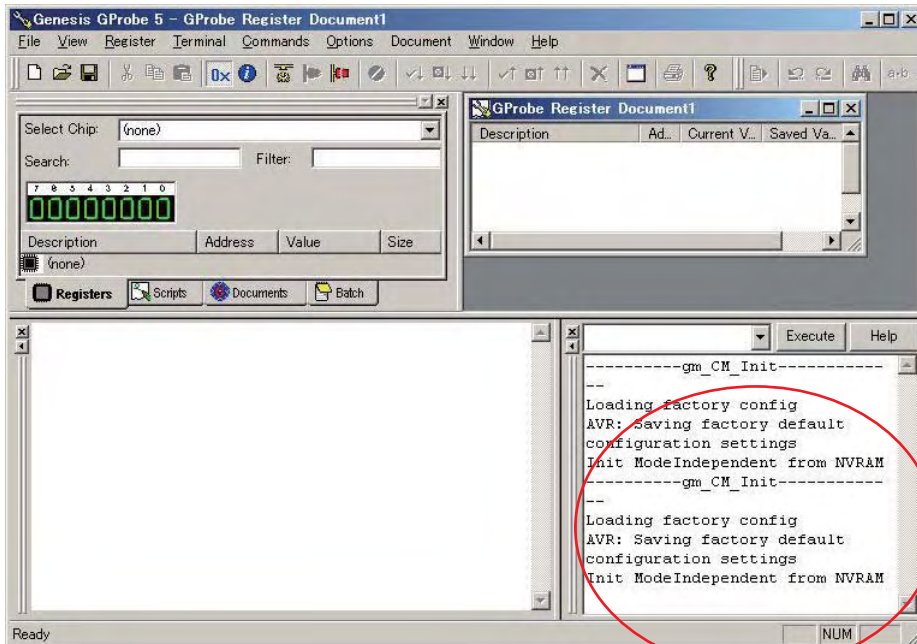 Genesis GProbe 5 - GProbe Register Document1
File View Register Terminal Commands Options Document Window Help
0x
a+b
Select Chip: (none)
Search: Filter:
7 6 5 4 3 2 1 0
00000000
Description Address Value Size
(none)
Registers Scripts Documents Batch
GProbe Register Document1
Description Ad... Current V... Saved Va...
Execute Help
-----------gm_CM_Init-----------
--
Loading factory config
AVR: Saving factory default
configuration settings
Init ModeIndependent from NVRAM
-----------gm_CM_Init-----------
--
Loading factory config
AVR: Saving factory default
configuration settings
Init ModeIndependent from NVRAM
Ready NUM